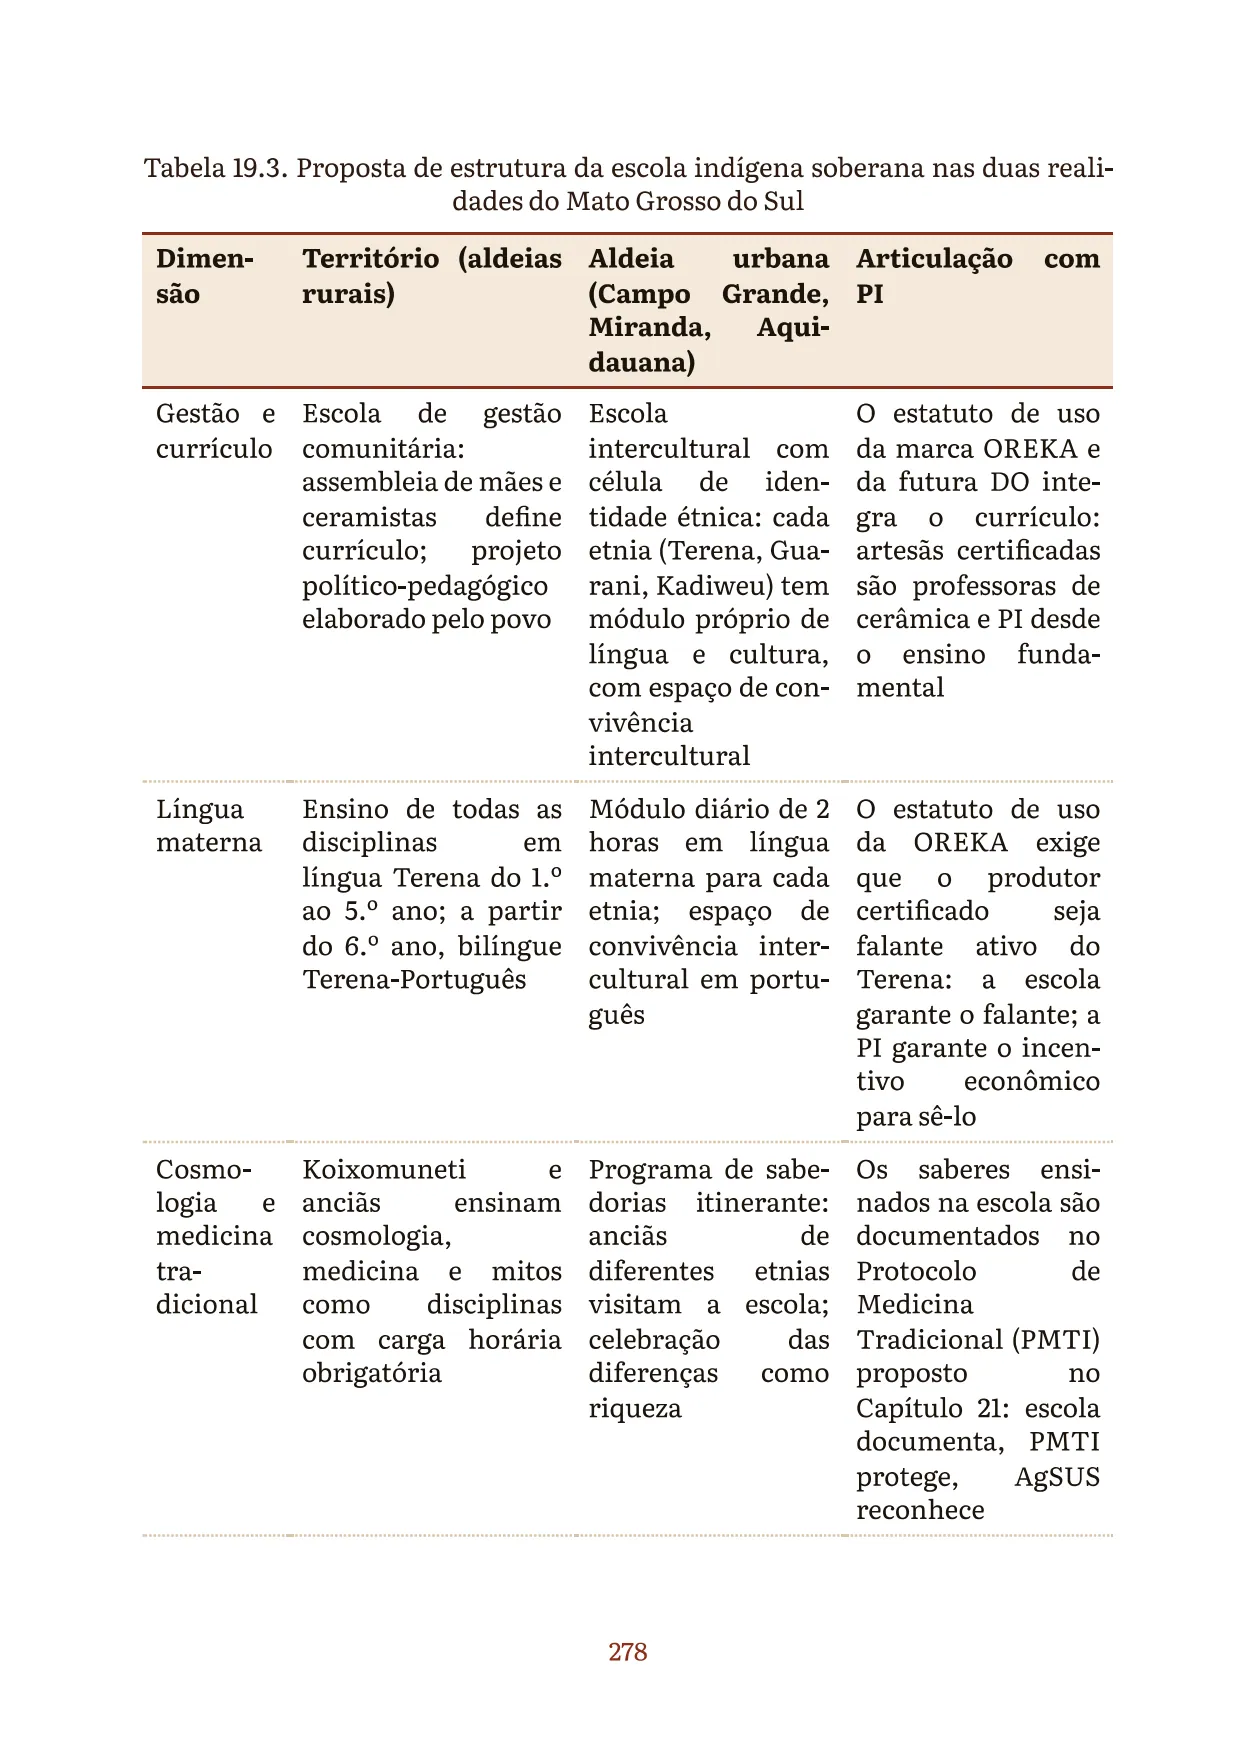 Tabela 19.3. Proposta de estrutura da escola indígena soberana nas duas reali-
dades do Mato Grosso do Sul
Dimen-
são
Território (aldeias
rurais)
Aldeia urbana
(Campo Grande,
Miranda, Aqui-
dauana)
Articulação com
PI
Gestão e
currículo
Escola de gestão
comunitária:
assembleia de mães e
ceramistas define
currículo; projeto
político-pedagógico
elaborado pelo povo
Escola
intercultural com
célula de iden-
tidade étnica: cada
etnia (Terena, Gua-
rani, Kadiweu) tem
módulo próprio de
língua e cultura,
com espaço de con-
vivência
intercultural
O estatuto de uso
da marca OREKA e
da futura DO inte-
gra o currículo:
artesãs certificadas
são professoras de
cerâmica e PI desde
o ensino funda-
mental
Língua
materna
Ensino de todas as
disciplinas em
língua Terena do 1.º
ao 5.º ano; a partir
do 6.º ano, bilíngue
Terena-Português
Módulo diário de 2
horas em língua
materna para cada
etnia; espaço de
convivência inter-
cultural em portu-
guês
O estatuto de uso
da OREKA exige
que o produtor
certificado seja
falante ativo do
Terena: a escola
garante o falante; a
PI garante o incen-
tivo econômico
para sê-lo
Cosmo-
logia e
medicina
tra-
dicional
Koixomuneti e
anciãs ensinam
cosmologia,
medicina e mitos
como disciplinas
com carga horária
obrigatória
Programa de sabe-
dorias itinerante:
anciãs de
diferentes etnias
visitam a escola;
celebração das
diferenças como
riqueza
Os saberes ensi-
nados na escola são
documentados no
Protocolo de
Medicina
Tradicional (PMTI)
proposto no
Capítulo 21: escola
documenta, PMTI
protege, AgSUS
reconhece
278